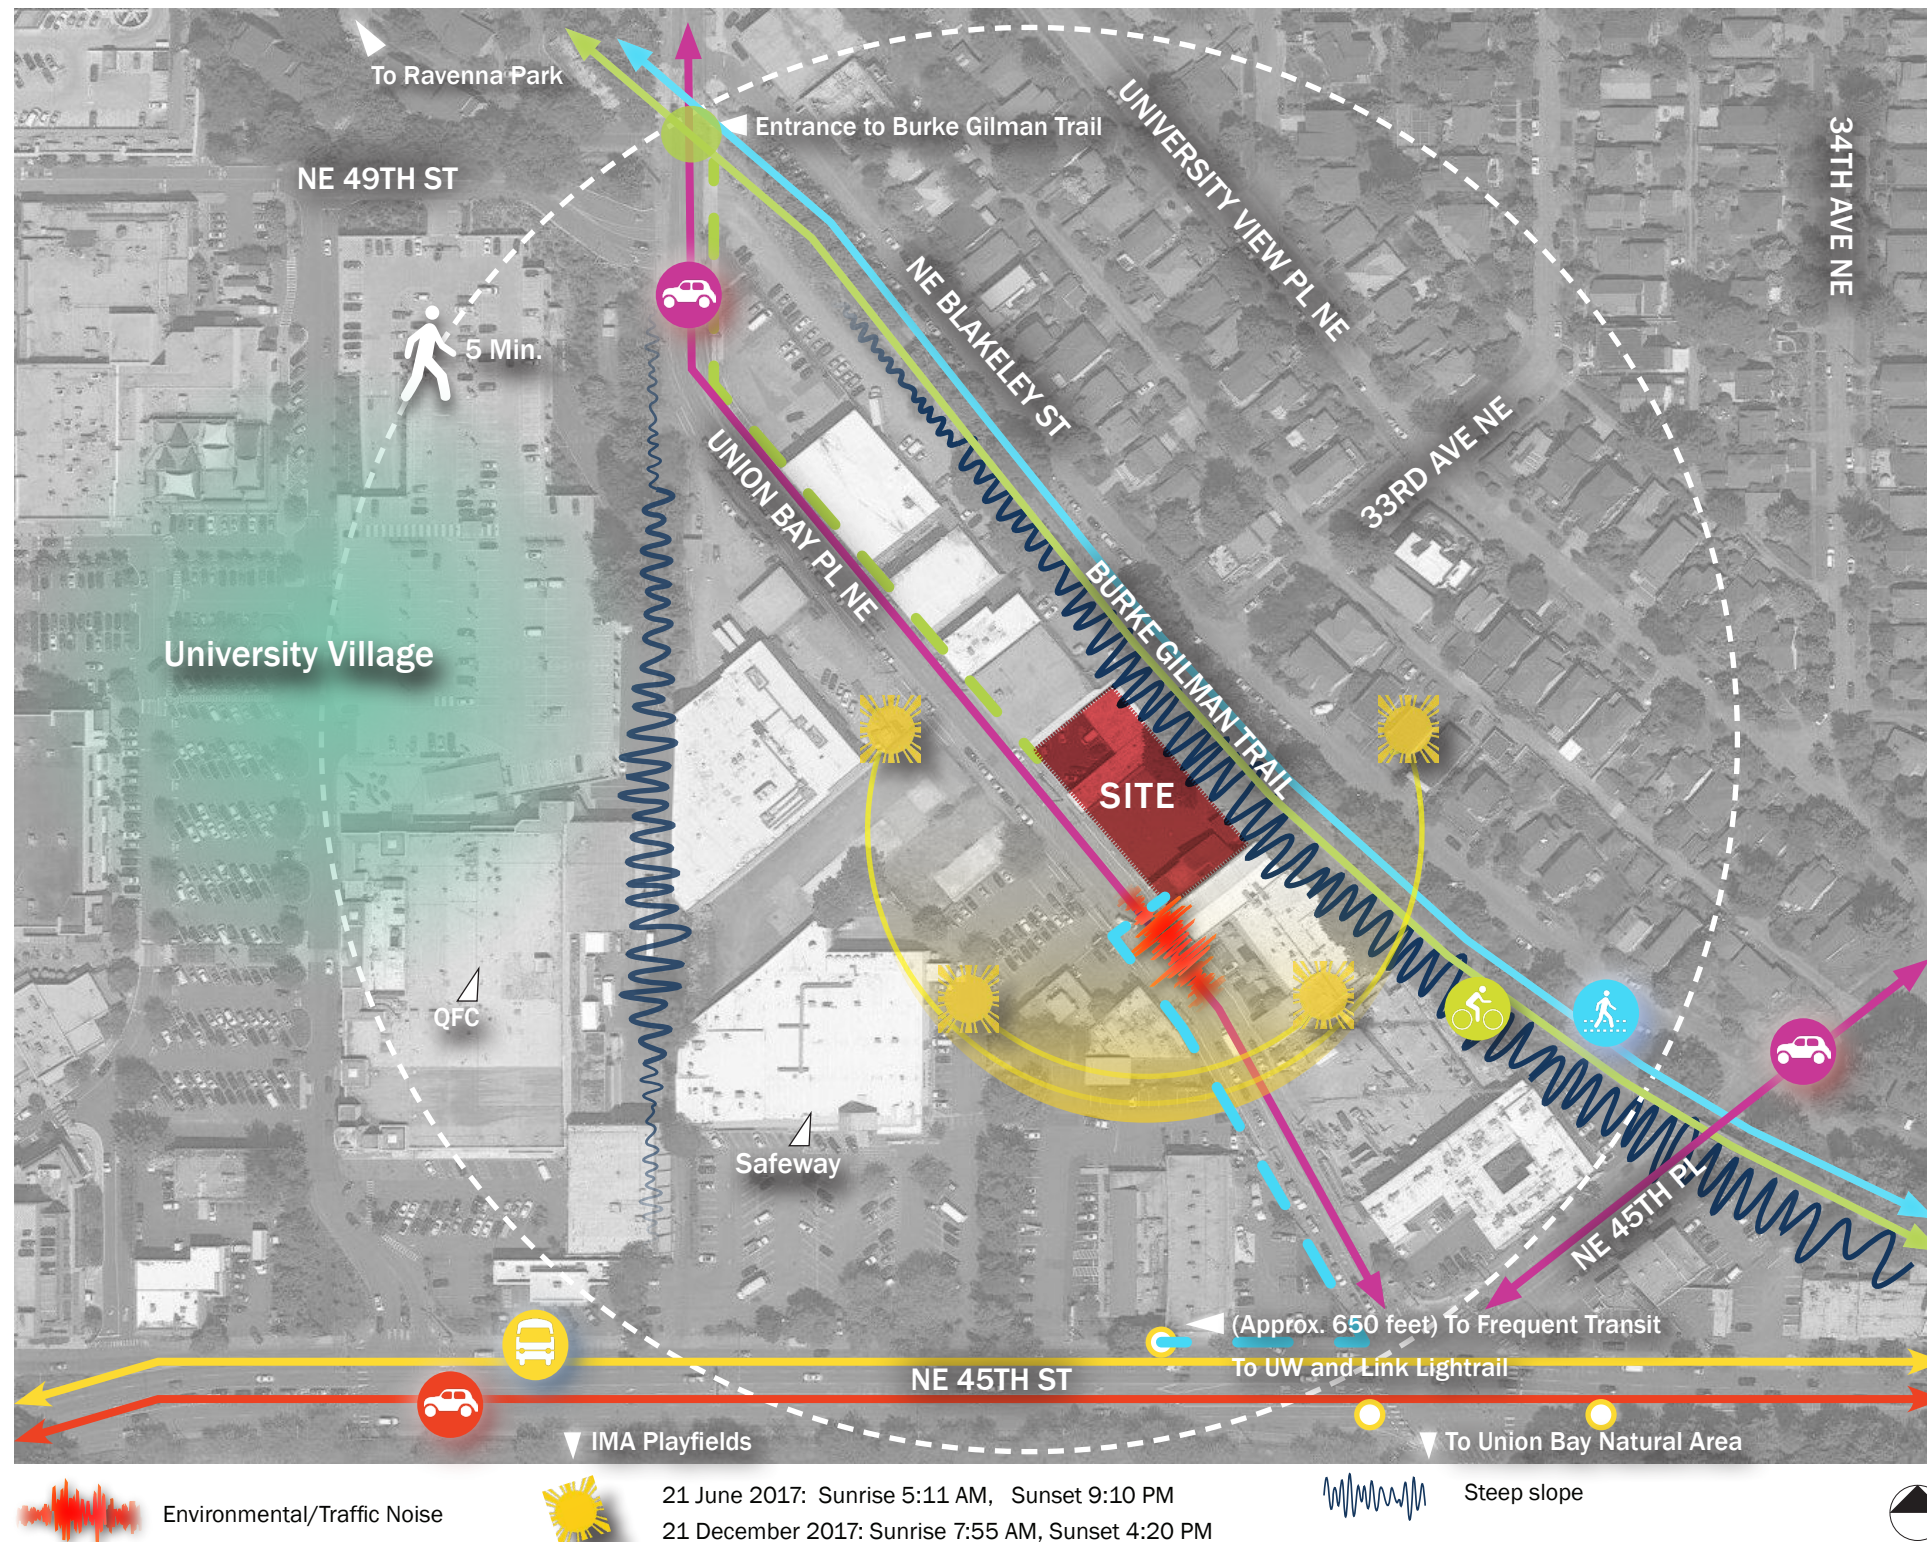 To Ravenna Park
Entrance to Burke Gilman Trail
NE 49TH ST
UNIVERSITY VIEW PL NE
34TH AVE NE
NE BLAKELEY ST
5 Min.
33RD AVE NE
UNION BAY PL NE
BURKE GILMAN TRAIL
University Village
SITE
QFC
Safeway
NE 45TH PL
(Approx. 650 feet) To Frequent Transit
To UW and Link Lightrail
NE 45TH ST
IMA Playfields
To Union Bay Natural Area
Environmental/Traffic Noise
21 June 2017: Sunrise 5:11 AM, Sunset 9:10 PM
21 December 2017: Sunrise 7:55 AM, Sunset 4:20 PM
Steep slope